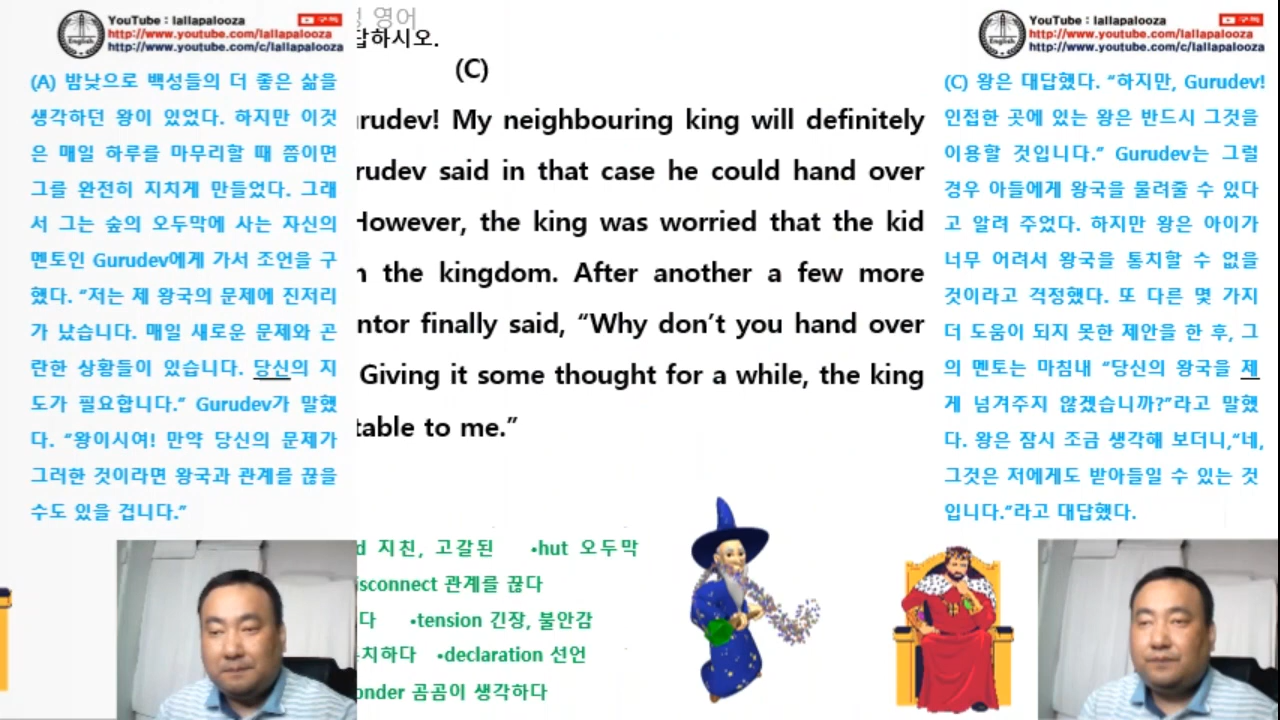 YouTube : lallapalooza
구독
http://www.youtube.com/lallapalooza
http://www.youtube.com/c/lallapalooza
English
(A) 밤낮으로 백성들의 더 좋은 삶을
생각하던 왕이 있었다. 하지만 이것
은 매일 하루를 마무리할 때 쯤이면
그를 완전히 지치게 만들었다. 그래
서 그는 숲의 오두막에 사는 자신의
멘토인 Gurudev에게 가서 조언을 구
했다. “저는 제 왕국의 문제에 진저리
가 났습니다. 매일 새로운 문제와 곤
란한 상황들이 있습니다. 당신의 지
도가 필요합니다.” Gurudev가 말했
다. “왕이시여! 만약 당신의 문제가
그러한 것이라면 왕국과 관계를 끊을
수도 있을 겁니다.”
영어
답하시오.
(C)
urudev! My neighbouring king will definitely
rudev said in that case he could hand over
However, the king was worried that the kid
n the kingdom. After another a few more
ntor finally said, “Why don’t you hand over
Giving it some thought for a while, the king
table to me.”
d 지친, 고갈된 •hut 오두막
isconnect 관계를 끊다
다 •tension 긴장, 불안감
치하다 •declaration 선언
onder 곰곰이 생각하다
YouTube : lallapalooza
구독
http://www.youtube.com/lallapalooza
http://www.youtube.com/c/lallapalooza
English
(C) 왕은 대답했다. “하지만, Gurudev!
인접한 곳에 있는 왕은 반드시 그것을
이용할 것입니다.” Gurudev는 그럴
경우 아들에게 왕국을 물려줄 수 있다
고 알려 주었다. 하지만 왕은 아이가
너무 어려서 왕국을 통치할 수 없을
것이라고 걱정했다. 또 다른 몇 가지
더 도움이 되지 못한 제안을 한 후, 그
의 멘토는 마침내 “당신의 왕국을 제
게 넘겨주지 않겠습니까?”라고 말했
다. 왕은 잠시 조금 생각해 보더니,“네,
그것은 저에게도 받아들일 수 있는 것
입니다.”라고 대답했다.